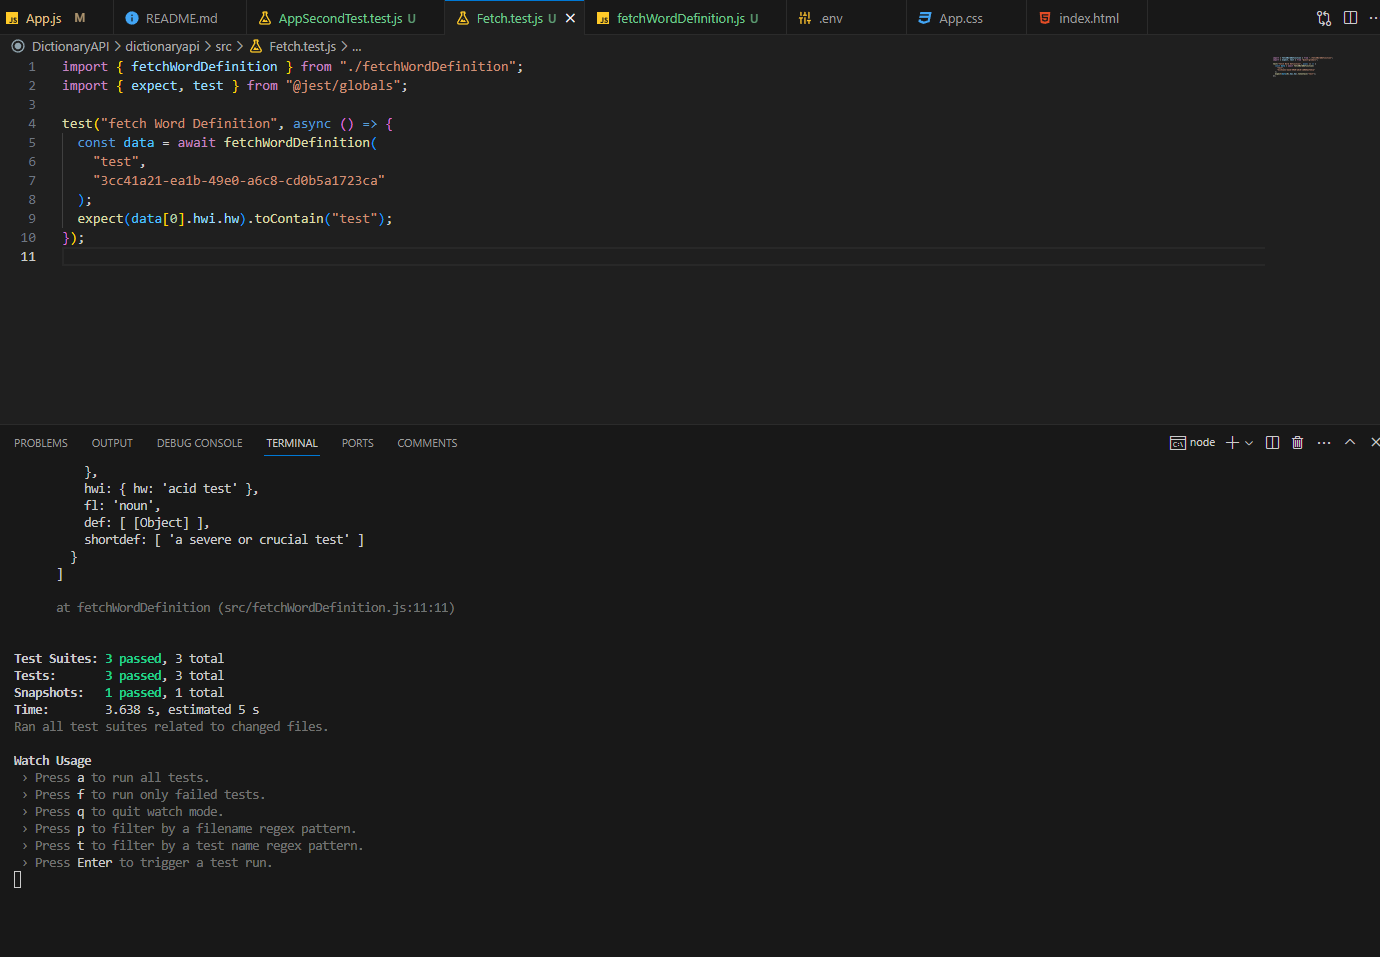 App.js M README.md AppSecondTest.test.js U Fetch.test.js U fetchWordDefinition.js U .env App.css index.html
DictionaryAPI > dictionaryapi > src > Fetch.test.js > ...
1 import { fetchWordDefinition } from "./fetchWordDefinition";
2 import { expect, test } from "@jest/globals";
3
4 test("fetch Word Definition", async () => {
5 const data = await fetchWordDefinition(
6 "test",
7 "3cc41a21-ea1b-49e0-a6c8-cd0b5a1723ca"
8 );
9 expect(data[0].hwi.hw).toContain("test");
10 });
11
PROBLEMS OUTPUT DEBUG CONSOLE TERMINAL PORTS COMMENTS node
},
hwi: { hw: 'acid test' },
fl: 'noun',
def: [ [Object] ],
shortdef: [ 'a severe or crucial test' ]
}
]
at fetchWordDefinition (src/fetchWordDefinition.js:11:11)
Test Suites: 3 passed, 3 total
Tests: 3 passed, 3 total
Snapshots: 1 passed, 1 total
Time: 3.638 s, estimated 5 s
Ran all test suites related to changed files.
Watch Usage
› Press a to run all tests.
› Press f to run only failed tests.
› Press q to quit watch mode.
› Press p to filter by a filename regex pattern.
› Press t to filter by a test name regex pattern.
› Press Enter to trigger a test run.